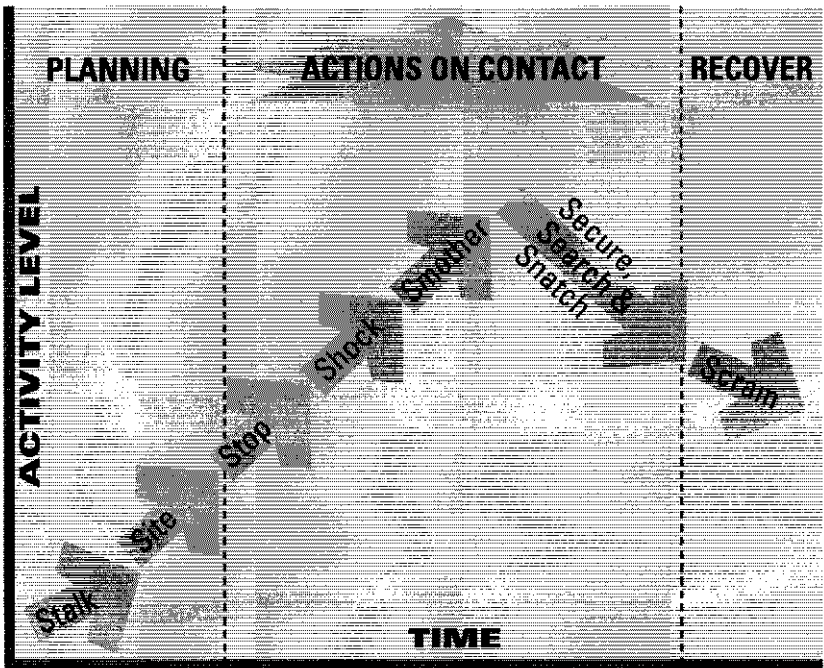 PLANNING
ACTIONS ON CONTACT
RECOVER
ACTIVITY LEVEL
Stalk
Site
Stop
Shock
Smother
Secure,
Search &
Snatch
Scram
TIME